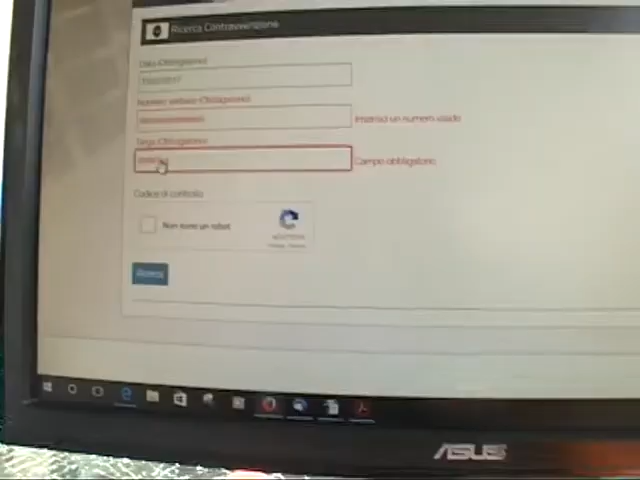 Ricerca Contravvenzione
Data (Obbligatorio)
Numero verbale (Obbligatorio)
Inserisci un numero valido
Targa (Obbligatorio)
Campo obbligatorio
Codice di controllo
Non sono un robot
reCAPTCHA
Ricerca
ASUS